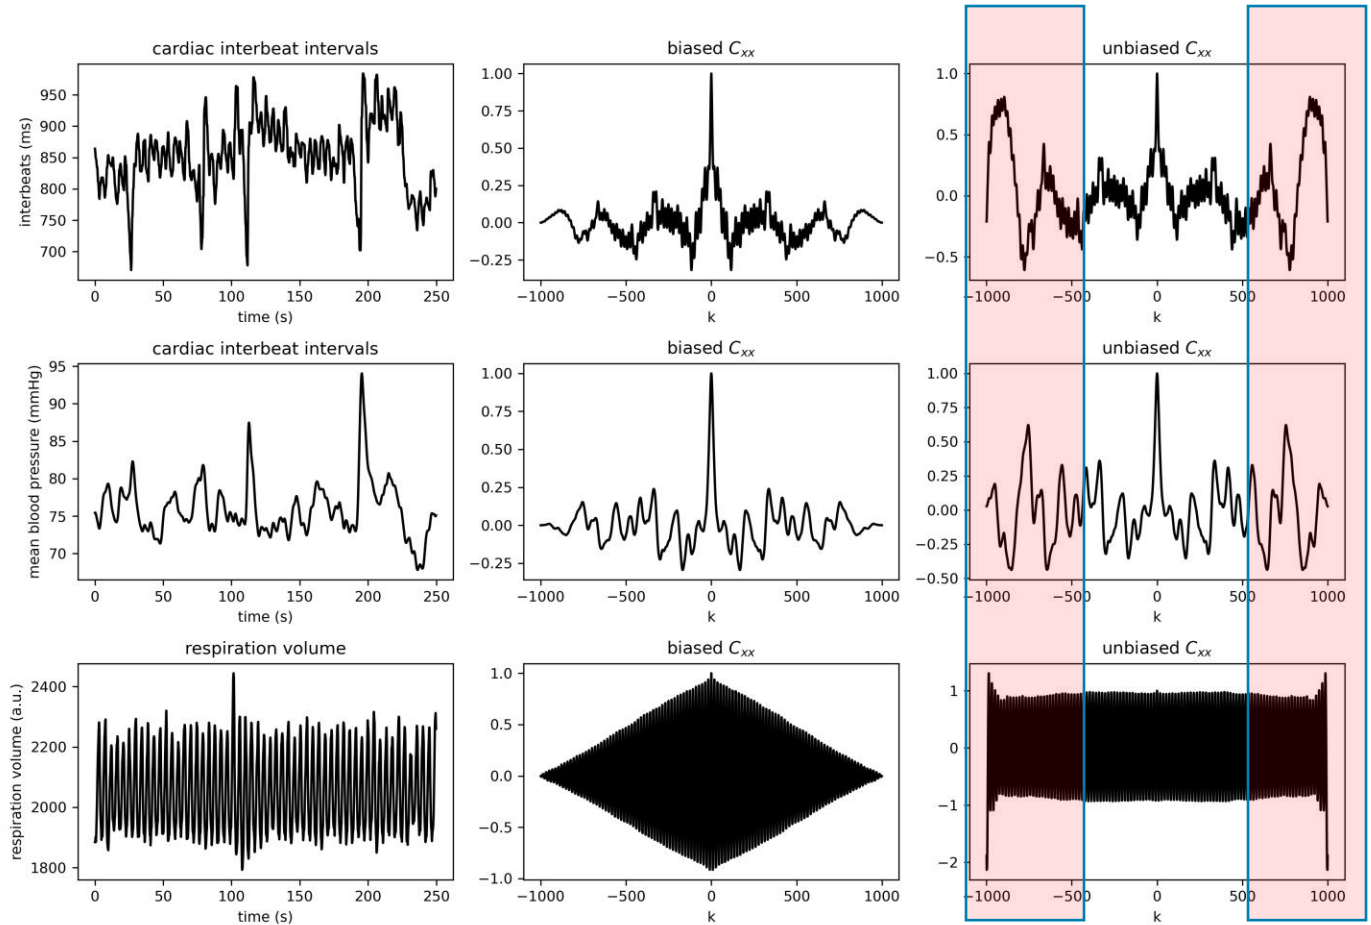 cardiac interbeat intervals
biased Cxx
unbiased Cxx
interbeats (ms)
950
900
850
800
750
700
0 50 100 150 200 250
time (s)
1.00
0.75
0.50
0.25
0.00
−0.25
−1000 −500 0 500 1000
k
1.0
0.5
0.0
−0.5
−1000 −500 0 500 1000
k
cardiac interbeat intervals
biased Cxx
unbiased Cxx
mean blood pressure (mmHg)
95
90
85
80
75
70
0 50 100 150 200 250
time (s)
1.00
0.75
0.50
0.25
0.00
−0.25
−1000 −500 0 500 1000
k
1.00
0.75
0.50
0.25
0.00
−0.25
−0.50
−1000 −500 0 500 1000
k
respiration volume
biased Cxx
unbiased Cxx
respiration volume (a.u.)
2400
2200
2000
1800
0 50 100 150 200 250
time (s)
1.0
0.5
0.0
−0.5
−1.0
−1000 −500 0 500 1000
k
1
0
−1
−2
−1000 −500 0 500 1000
k